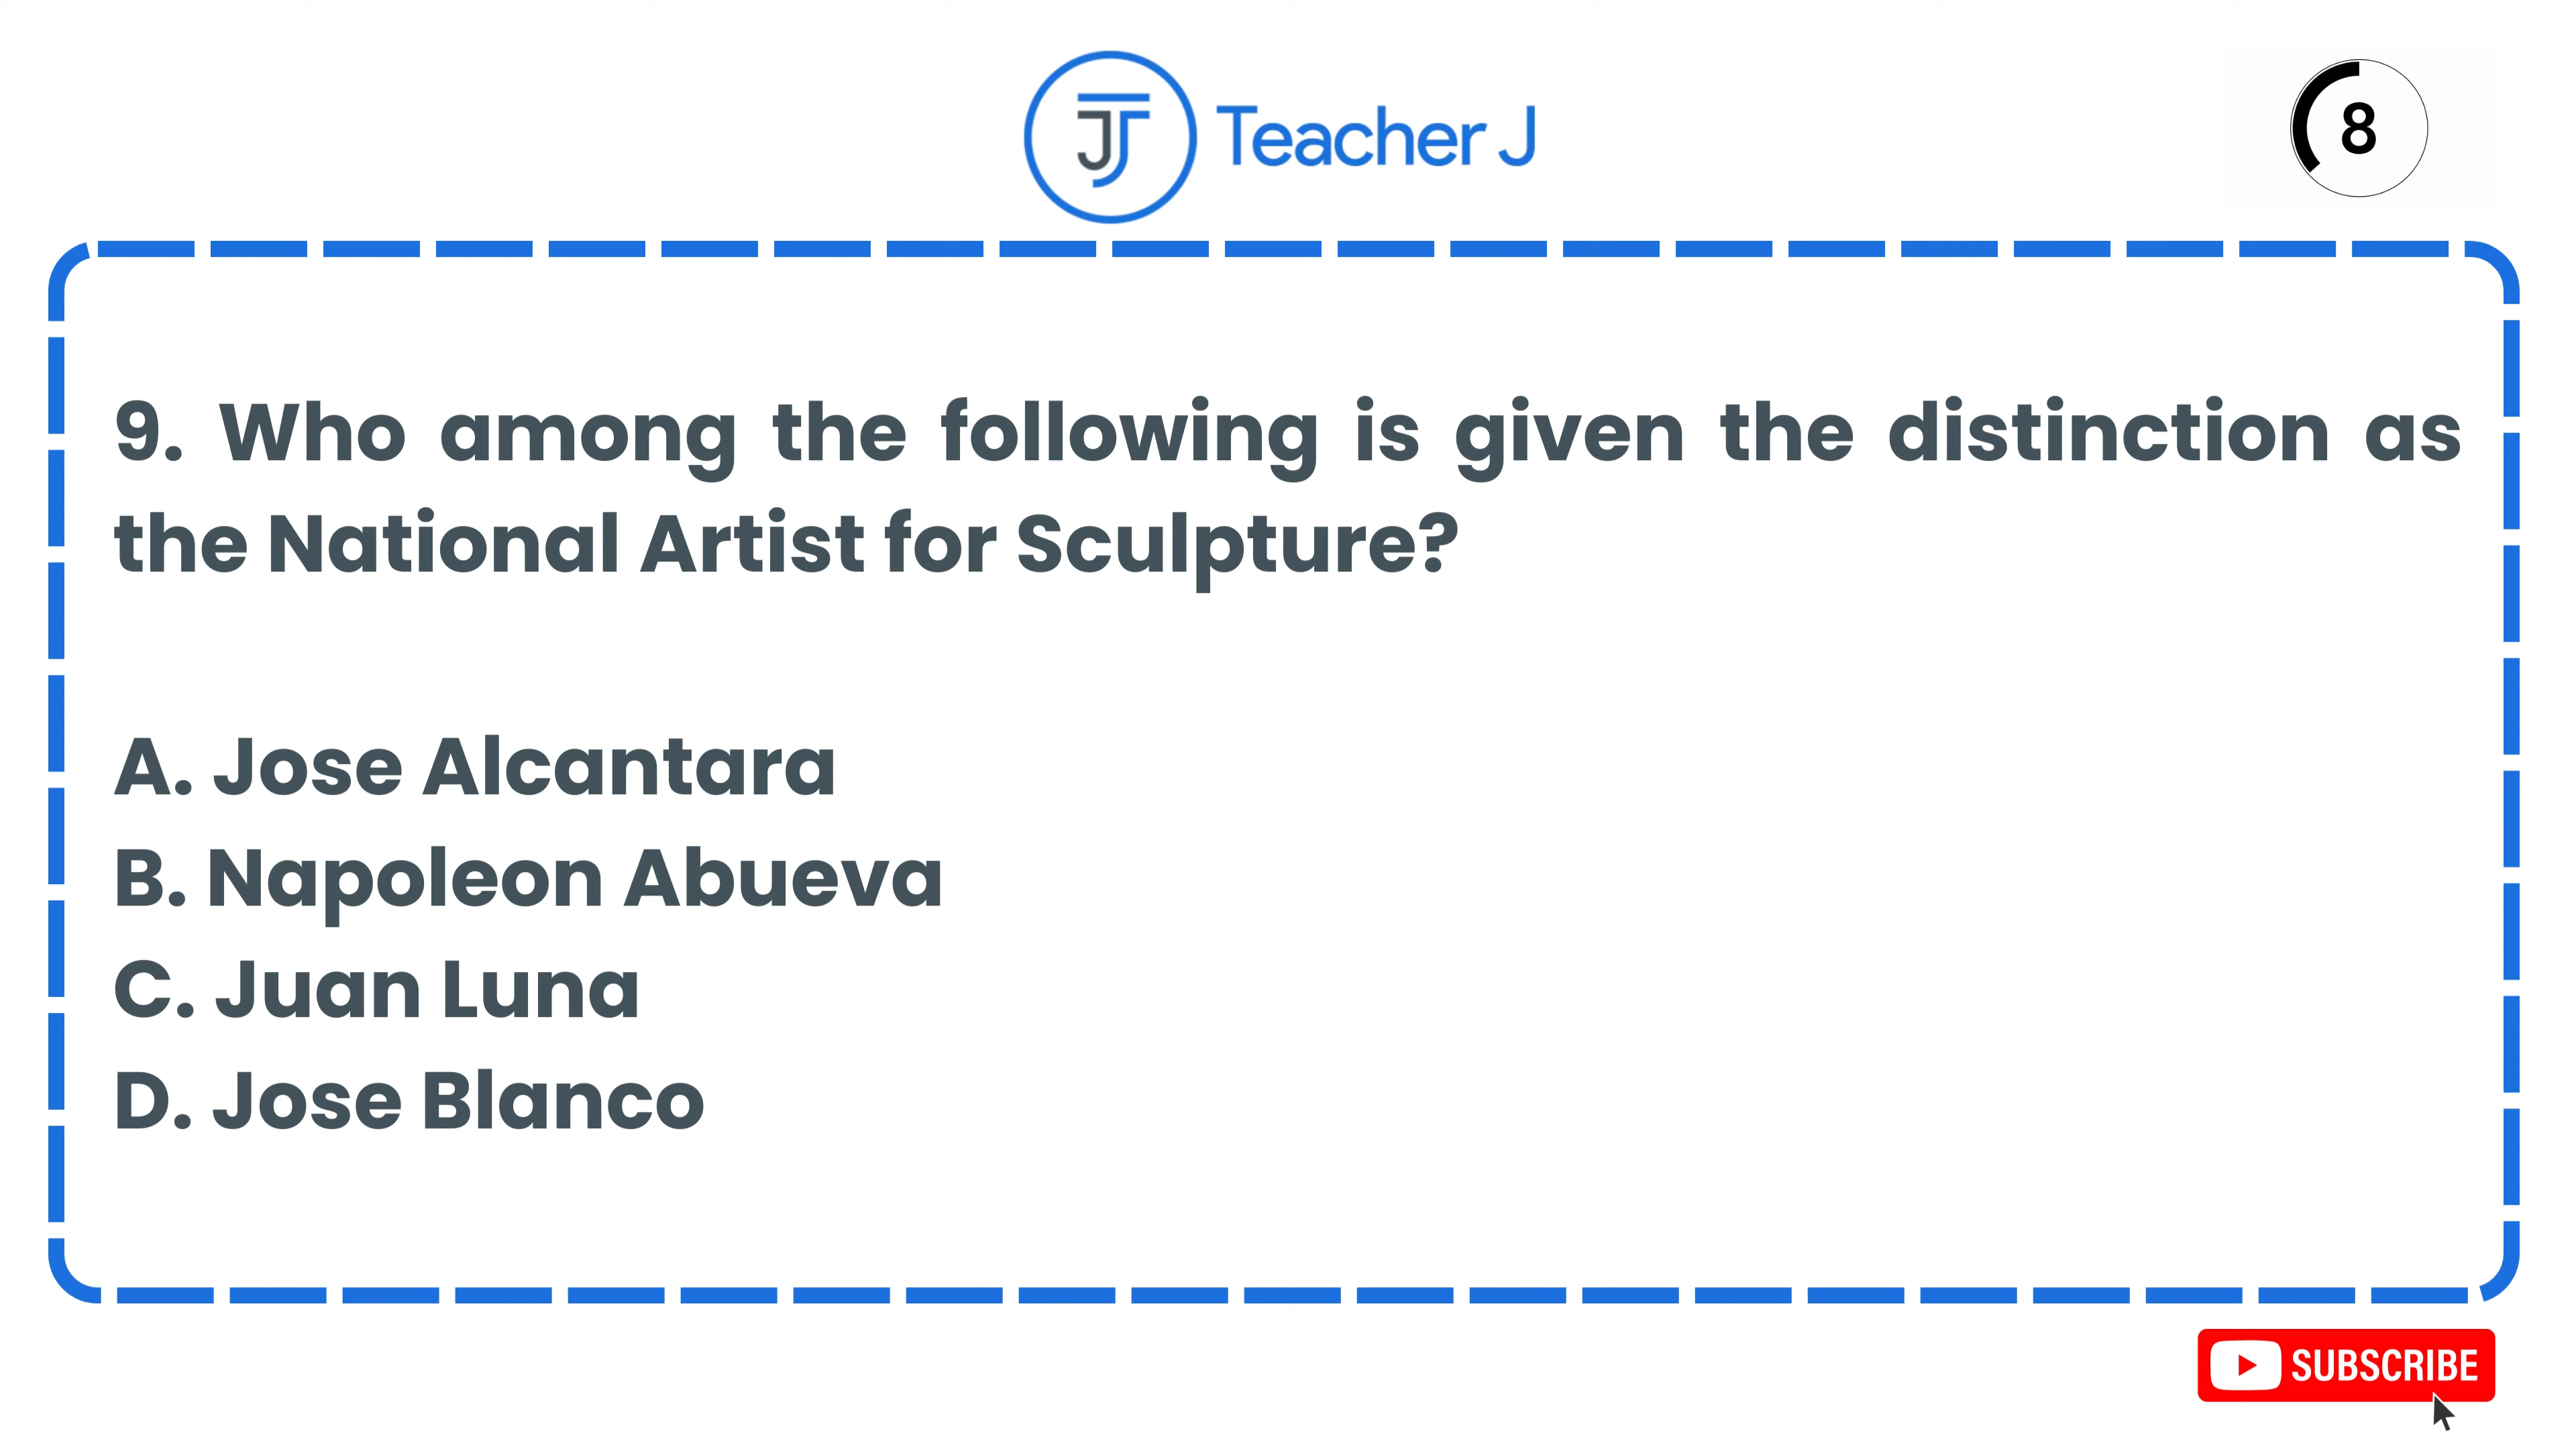 Teacher J
8
9. Who among the following is given the distinction as
the National Artist for Sculpture?
A. Jose Alcantara
B. Napoleon Abueva
C. Juan Luna
D. Jose Blanco
SUBSCRIBE